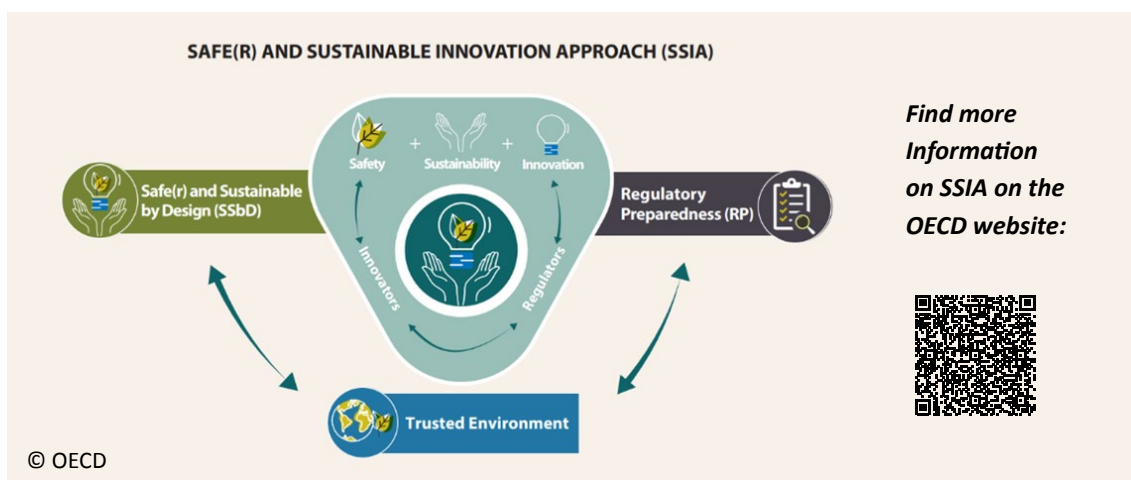 SAFE(R) AND SUSTAINABLE INNOVATION APPROACH (SSIA)
Safety + Sustainability + Innovation
Safe(r) and Sustainable
by Design (SSbD)
Regulatory
Preparedness (RP)
Innovators
Regulators
Trusted Environment
Find more
Information
on SSIA on the
OECD website:
© OECD